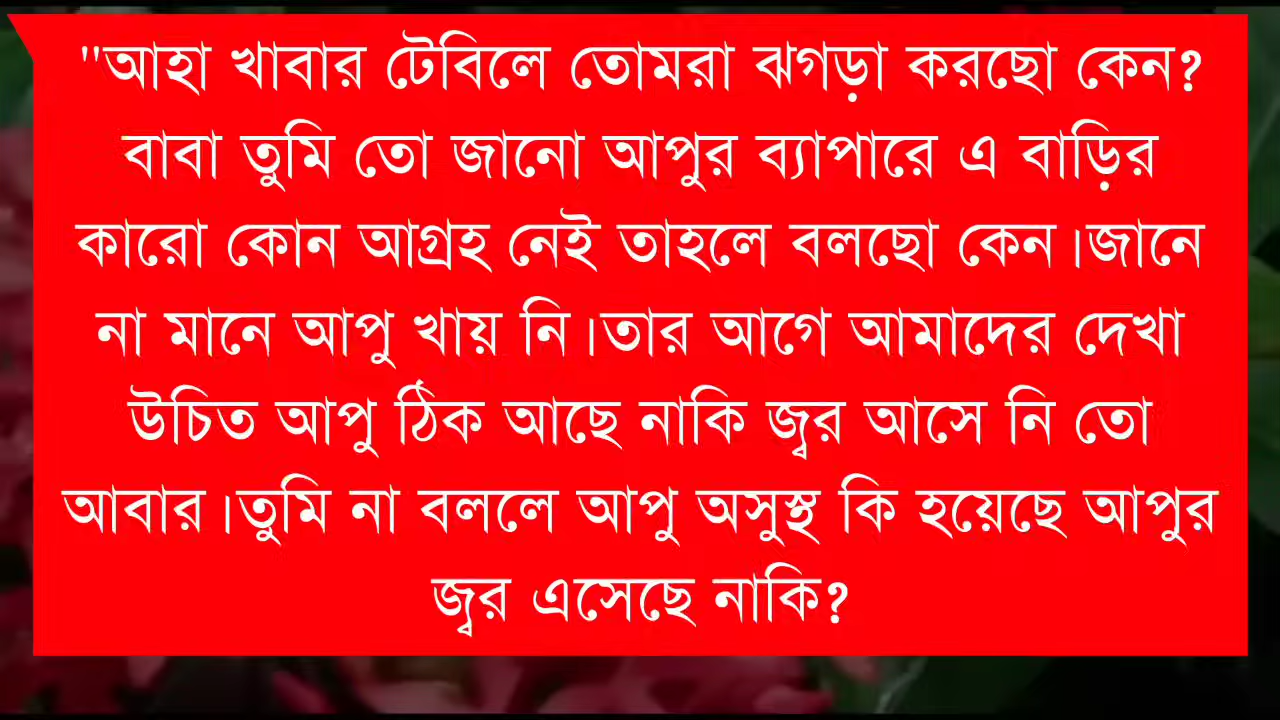 "আহা খাবার টেবিলে তোমরা ঝগড়া করছো কেন?
বাবা তুমি তো জানো আপুর ব্যাপারে এ বাড়ির
কারো কোন আগ্রহ নেই তাহলে বলছো কেন।জানে
না মানে আপু খায় নি।তার আগে আমাদের দেখা
উচিত আপু ঠিক আছে নাকি জ্বর আসে নি তো
আবার।তুমি না বললে আপু অসুস্থ কি হয়েছে আপুর
জ্বর এসেছে নাকি?